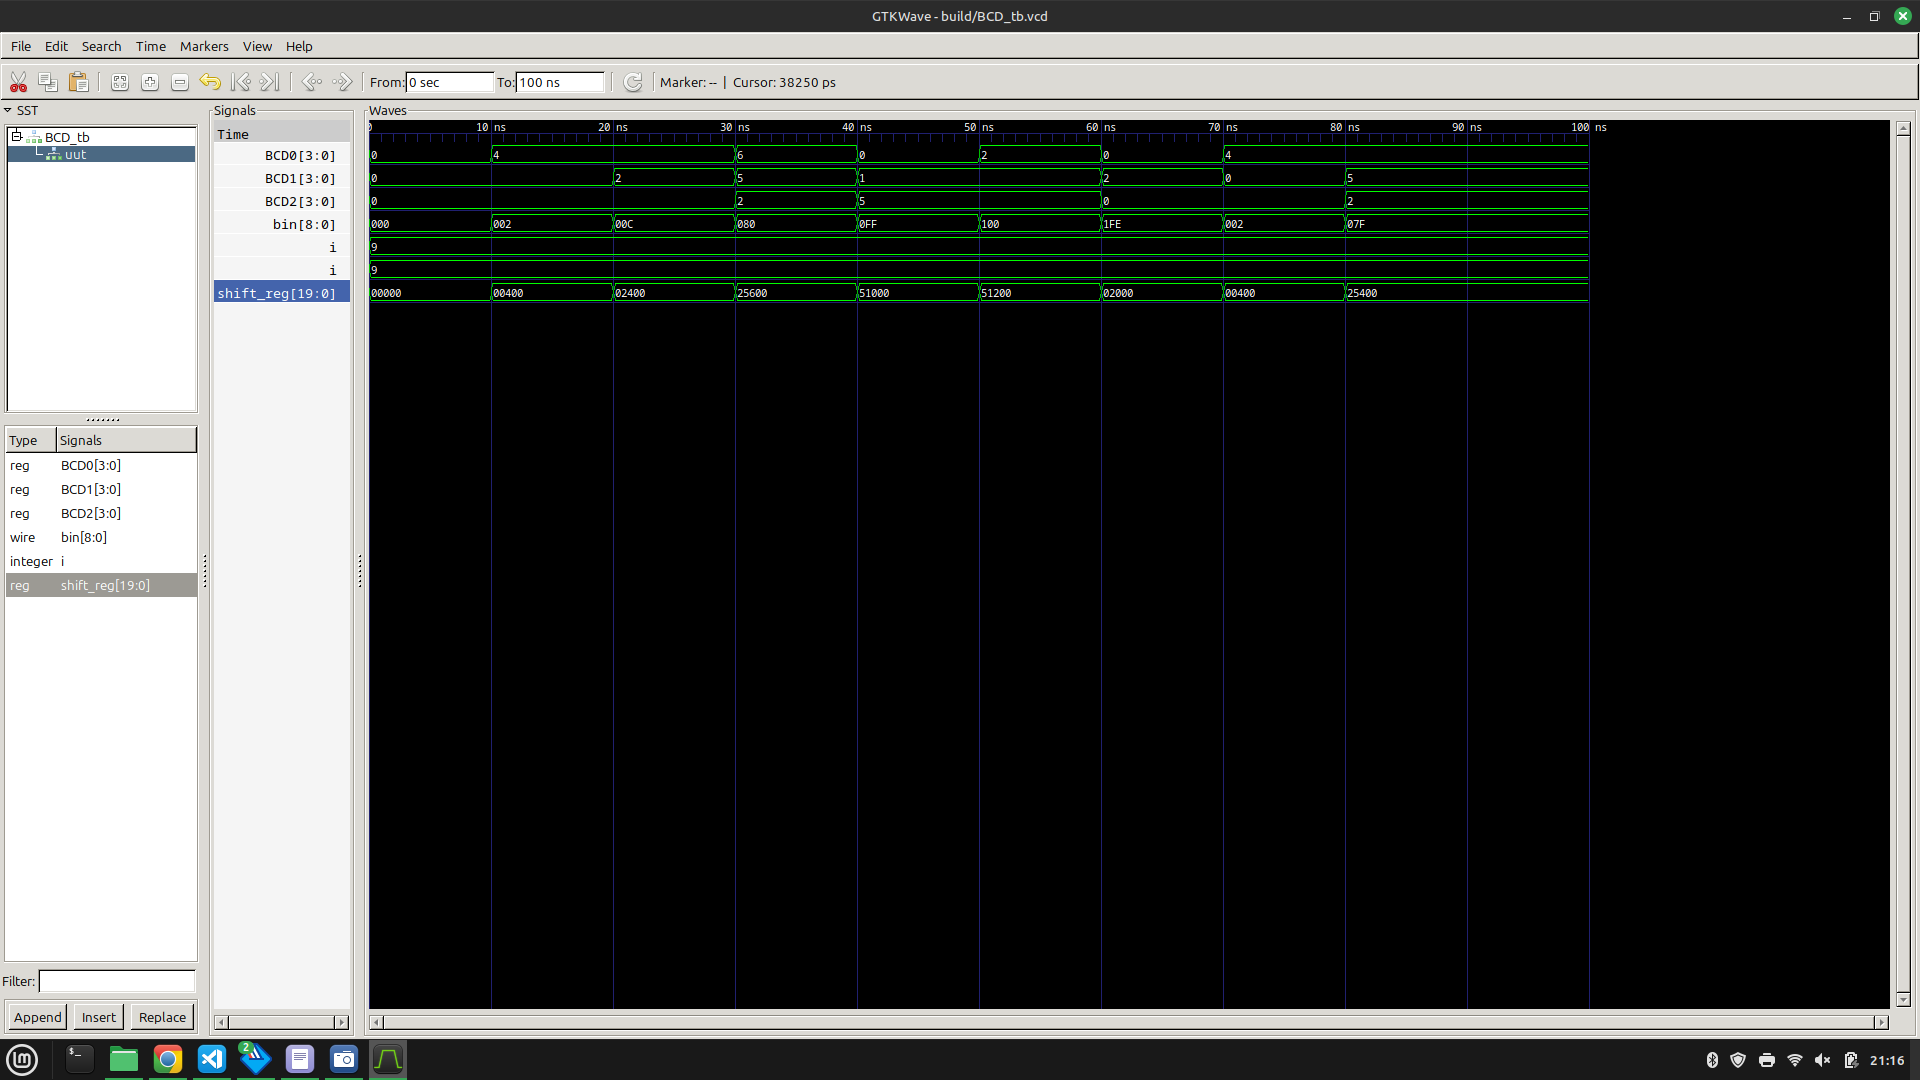 GTKWave - build/BCD_tb.vcd
File Edit Search Time Markers View Help
From: 0 sec To: 100 ns Marker: -- | Cursor: 38250 ps
SST
BCD_tb
uut
Type Signals
reg BCD0[3:0]
reg BCD1[3:0]
reg BCD2[3:0]
wire bin[8:0]
integer i
reg shift_reg[19:0]
Filter:
Append Insert Replace
Signals
Time
BCD0[3:0]
BCD1[3:0]
BCD2[3:0]
bin[8:0]
i
i
shift_reg[19:0]
Waves
0 10 ns 20 ns 30 ns 40 ns 50 ns 60 ns 70 ns 80 ns 90 ns 100 ns
0 4 6 0 2 0 4
0 2 5 1 2 0 5
0 2 5 0 2
000 002 00C 080 0FF 100 1FE 002 07F
9
9
00000 00400 02400 25600 51000 51200 02000 00400 25400
$_
2
21:16